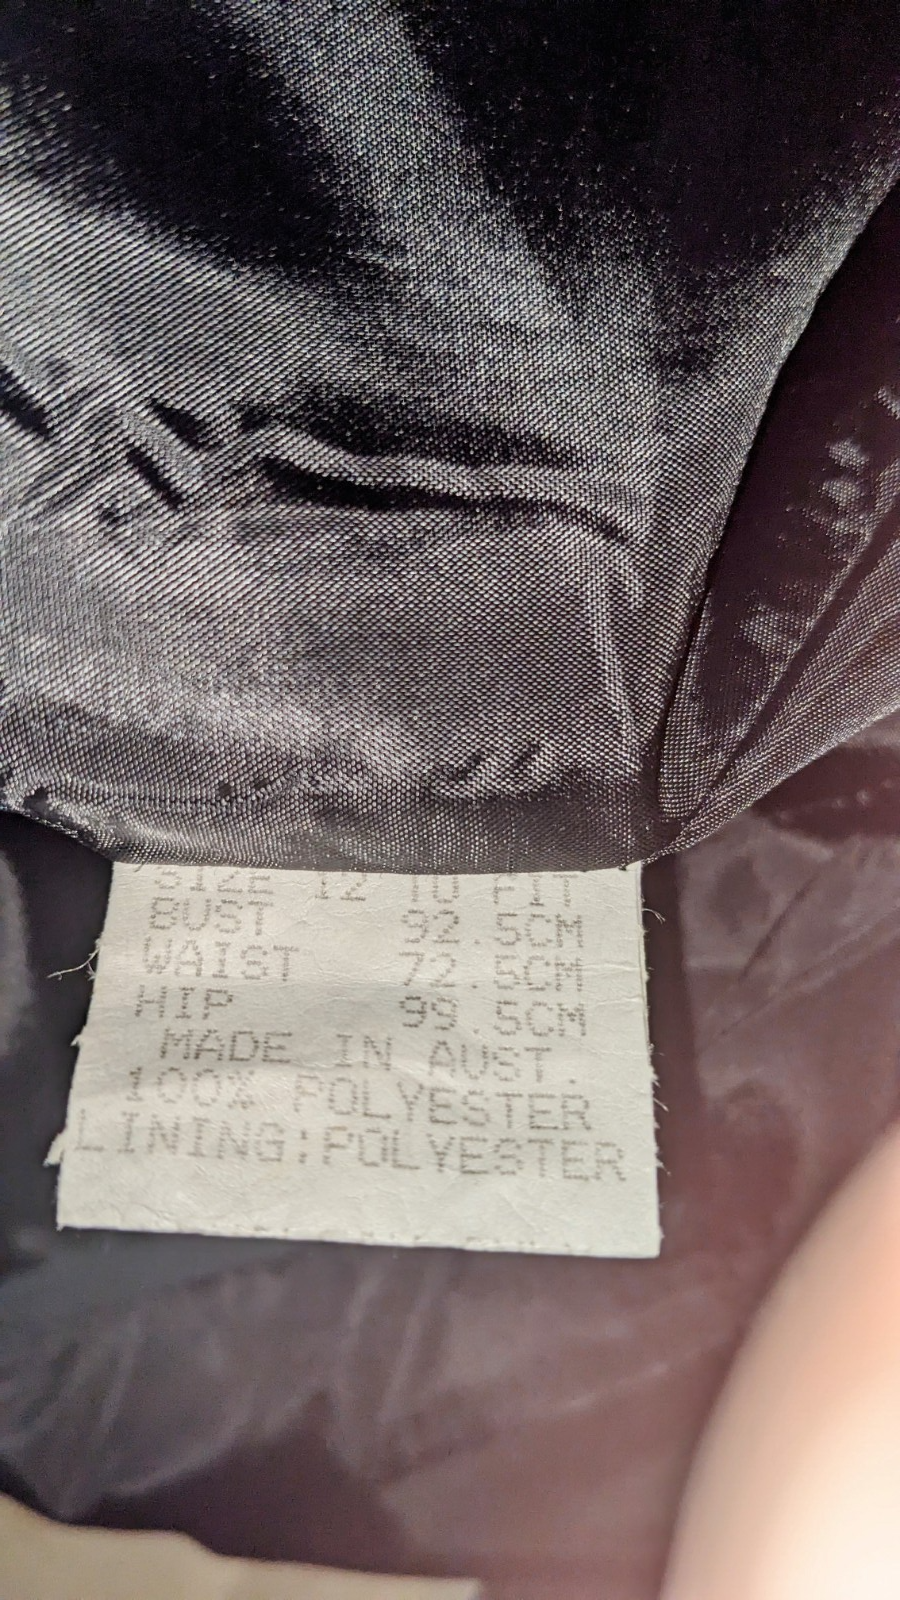 SIZE 12 TO FIT
BUST 92.5CM
WAIST 72.5CM
HIP 99.5CM
MADE IN AUST.
100% POLYESTER
LINING:POLYESTER